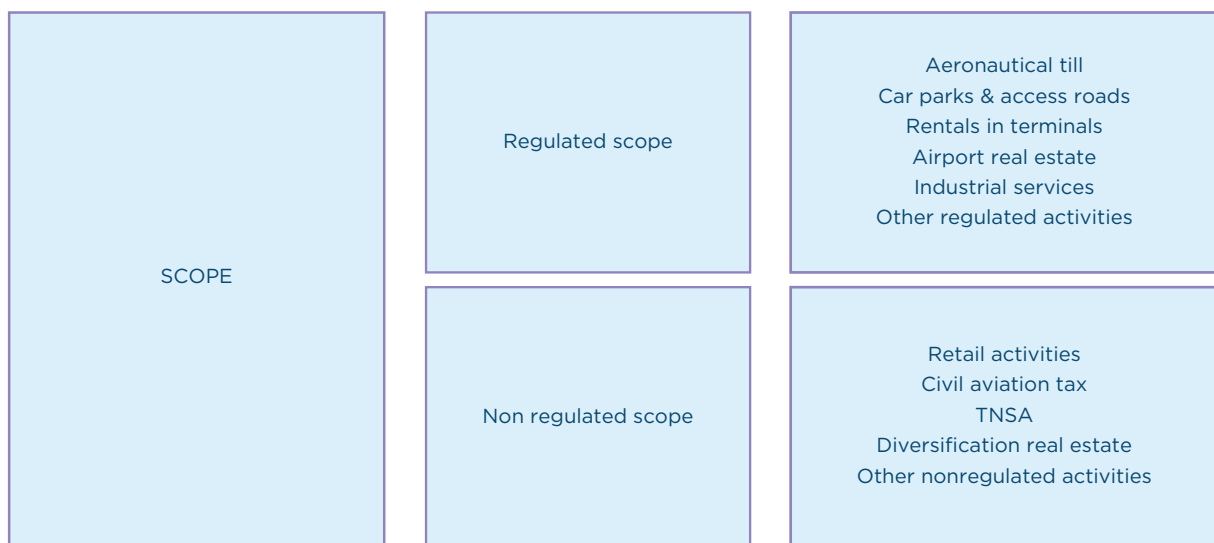 SCOPE
Regulated scope
Aeronautical till
Car parks & access roads
Rentals in terminals
Airport real estate
Industrial services
Other regulated activities
Non regulated scope
Retail activities
Civil aviation tax
TNSA
Diversification real estate
Other nonregulated activities